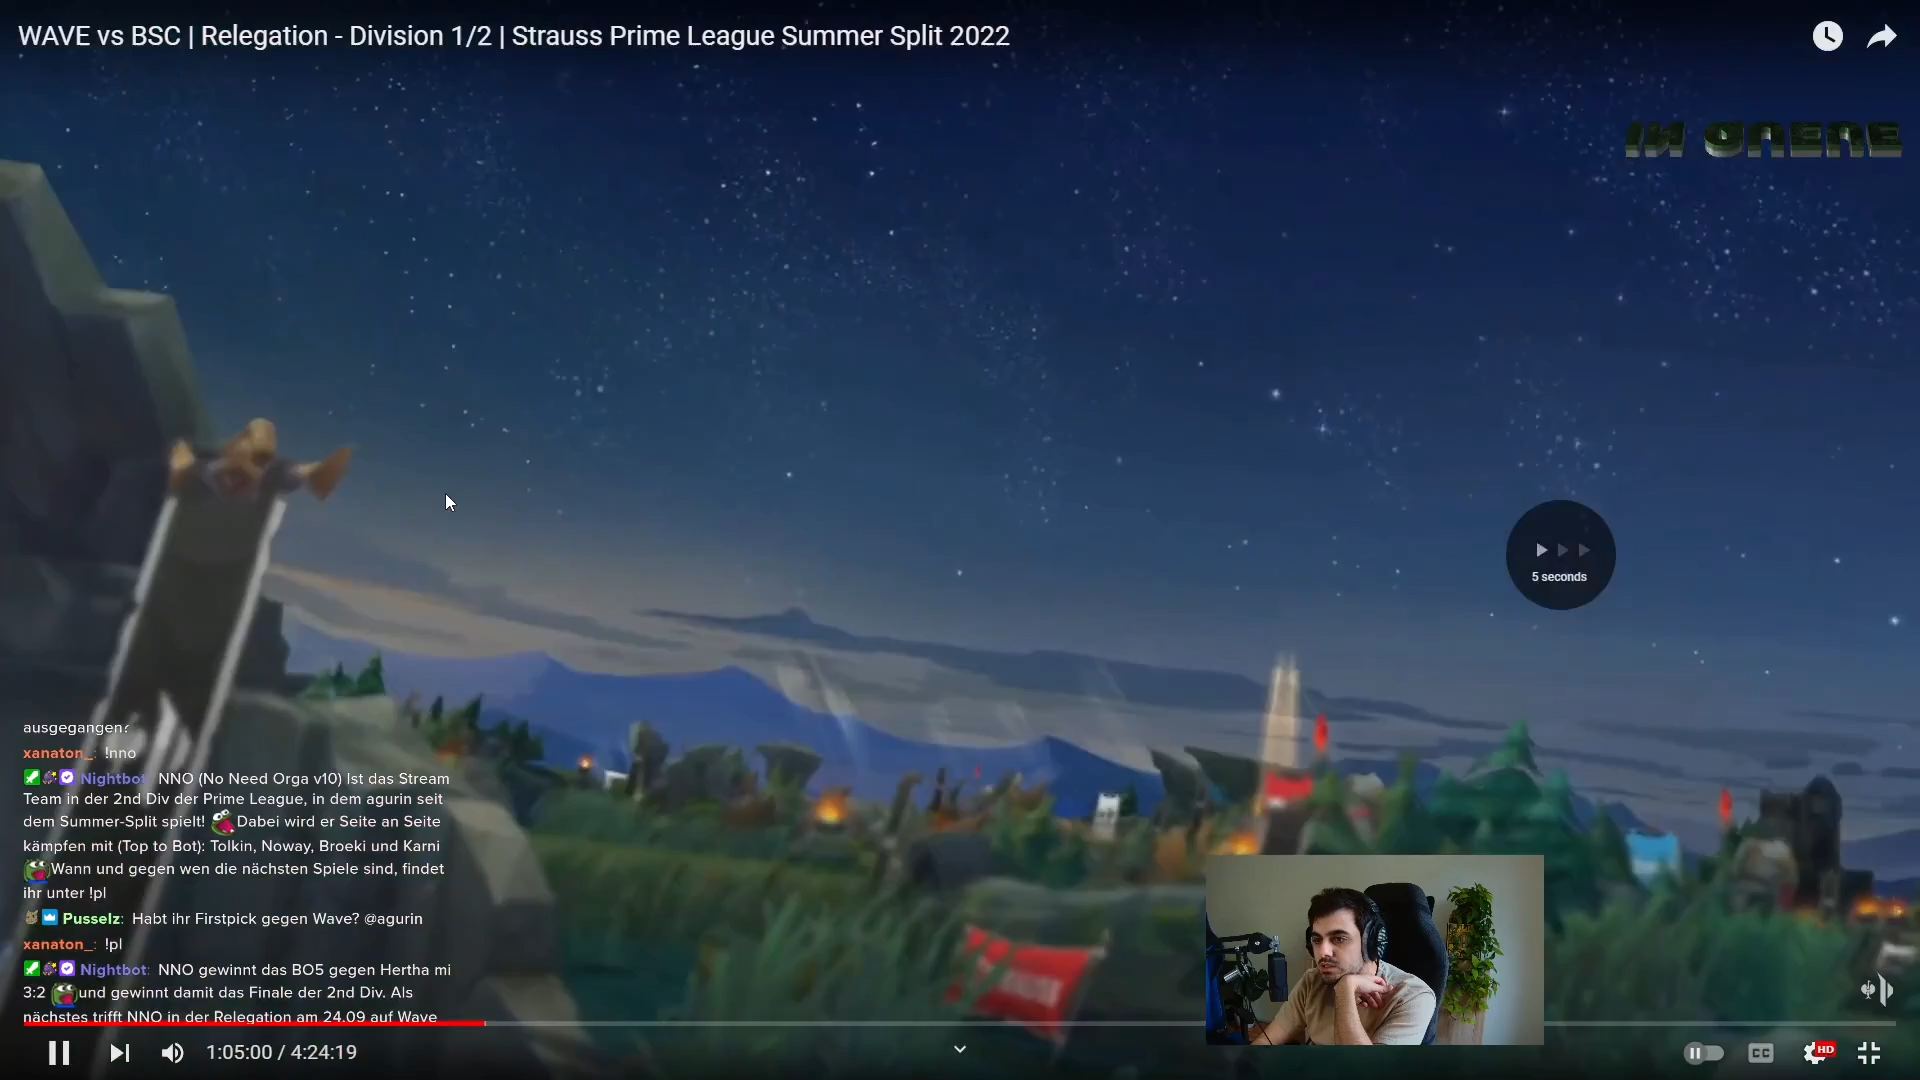 WAVE vs BSC | Relegation - Division 1/2 | Strauss Prime League Summer Split 2022
5 seconds
ausgegangen?
xanaton_: !nno
Nightbot: NNO (No Need Orga v10) Ist das Stream
Team in der 2nd Div der Prime League, in dem agurin seit
dem Summer-Split spielt! Dabei wird er Seite an Seite
kämpfen mit (Top to Bot): Tolkin, Noway, Broeki und Karni
Wann und gegen wen die nächsten Spiele sind, findet
ihr unter !pl
Pusselz: Habt ihr Firstpick gegen Wave? @agurin
xanaton_: !pl
Nightbot: NNO gewinnt das BO5 gegen Hertha mi
3:2 und gewinnt damit das Finale der 2nd Div. Als
nächstes trifft NNO in der Relegation am 24.09 auf Wave
1:05:00 / 4:24:19
CC
HD